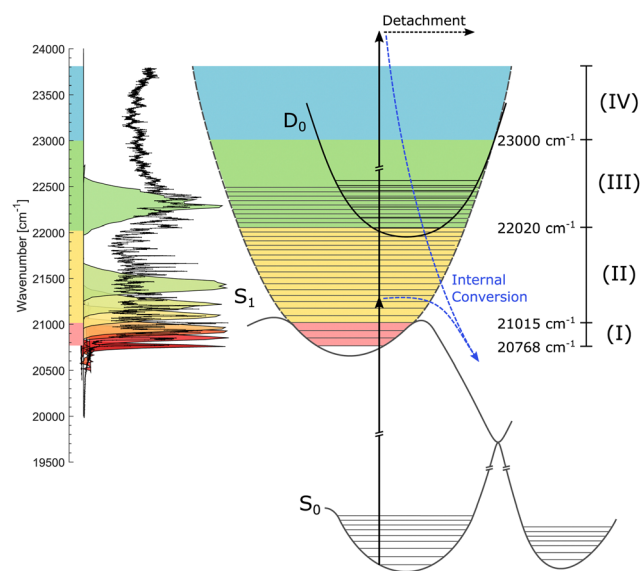 Detachment
24000
23500
23000
22500
22000
21500
21000
20500
20000
19500
Wavenumber [cm⁻¹]
D₀
S₁
S₀
Internal
Conversion
(IV)
23000 cm⁻¹
(III)
22020 cm⁻¹
(II)
21015 cm⁻¹
(I)
20768 cm⁻¹